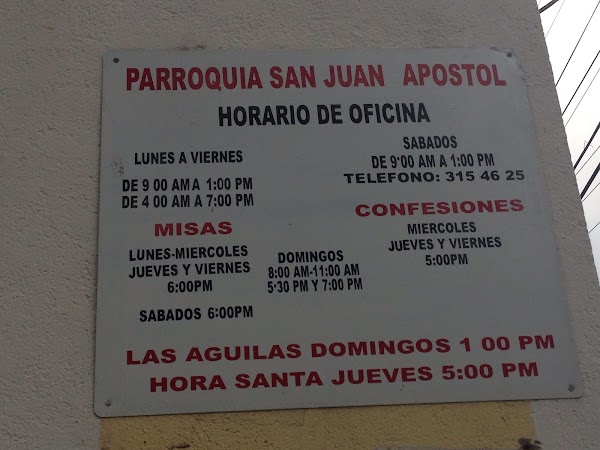 PARROQUIA SAN JUAN APOSTOL
HORARIO DE OFICINA
LUNES A VIERNES
DE 9 00 AM A 1:00 PM
DE 4 00 AM A 7:00 PM
SABADOS
DE 9'00 AM A 1:00 PM
TELEFONO: 315 46 25
MISAS
LUNES-MIERCOLES
JUEVES Y VIERNES
6:00PM
SABADOS 6:00PM
DOMINGOS
8:00 AM-11:00 AM
5:30 PM Y 7:00 PM
CONFESIONES
MIERCOLES
JUEVES Y VIERNES
5:00PM
LAS AGUILAS DOMINGOS 1 00 PM
HORA SANTA JUEVES 5:00 PM